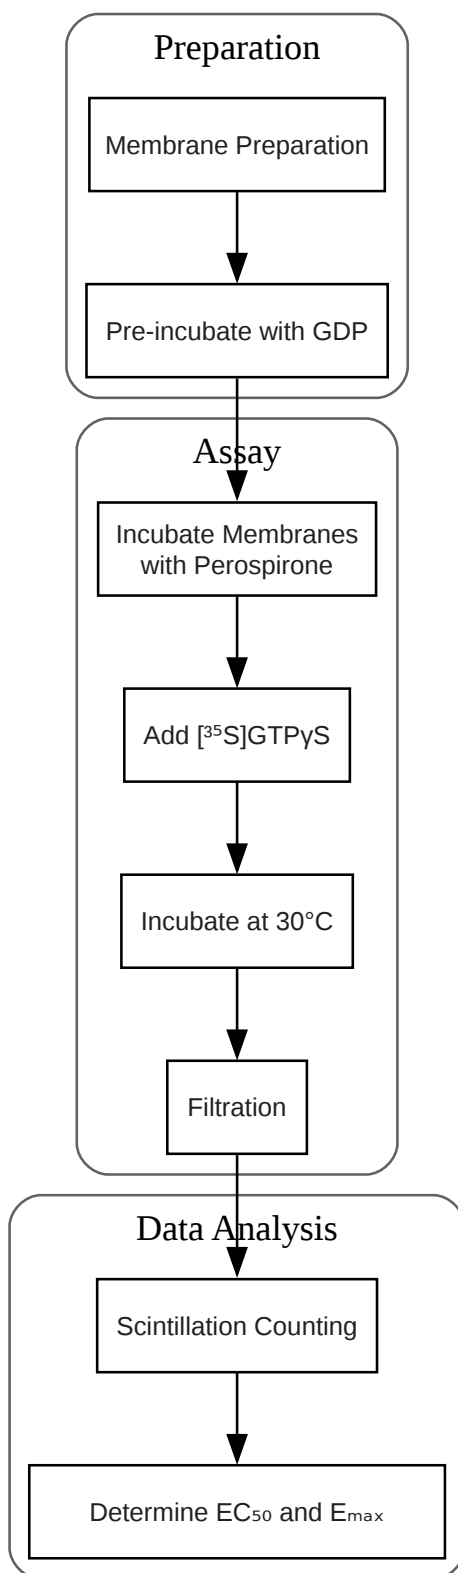 Preparation
Membrane Preparation
Pre-incubate with GDP
Assay
Incubate Membranes
with Perospirone
Add [³⁵S]GTPγS
Incubate at 30°C
Filtration
Data Analysis
Scintillation Counting
Determine EC₅₀ and Eₘₐₓ